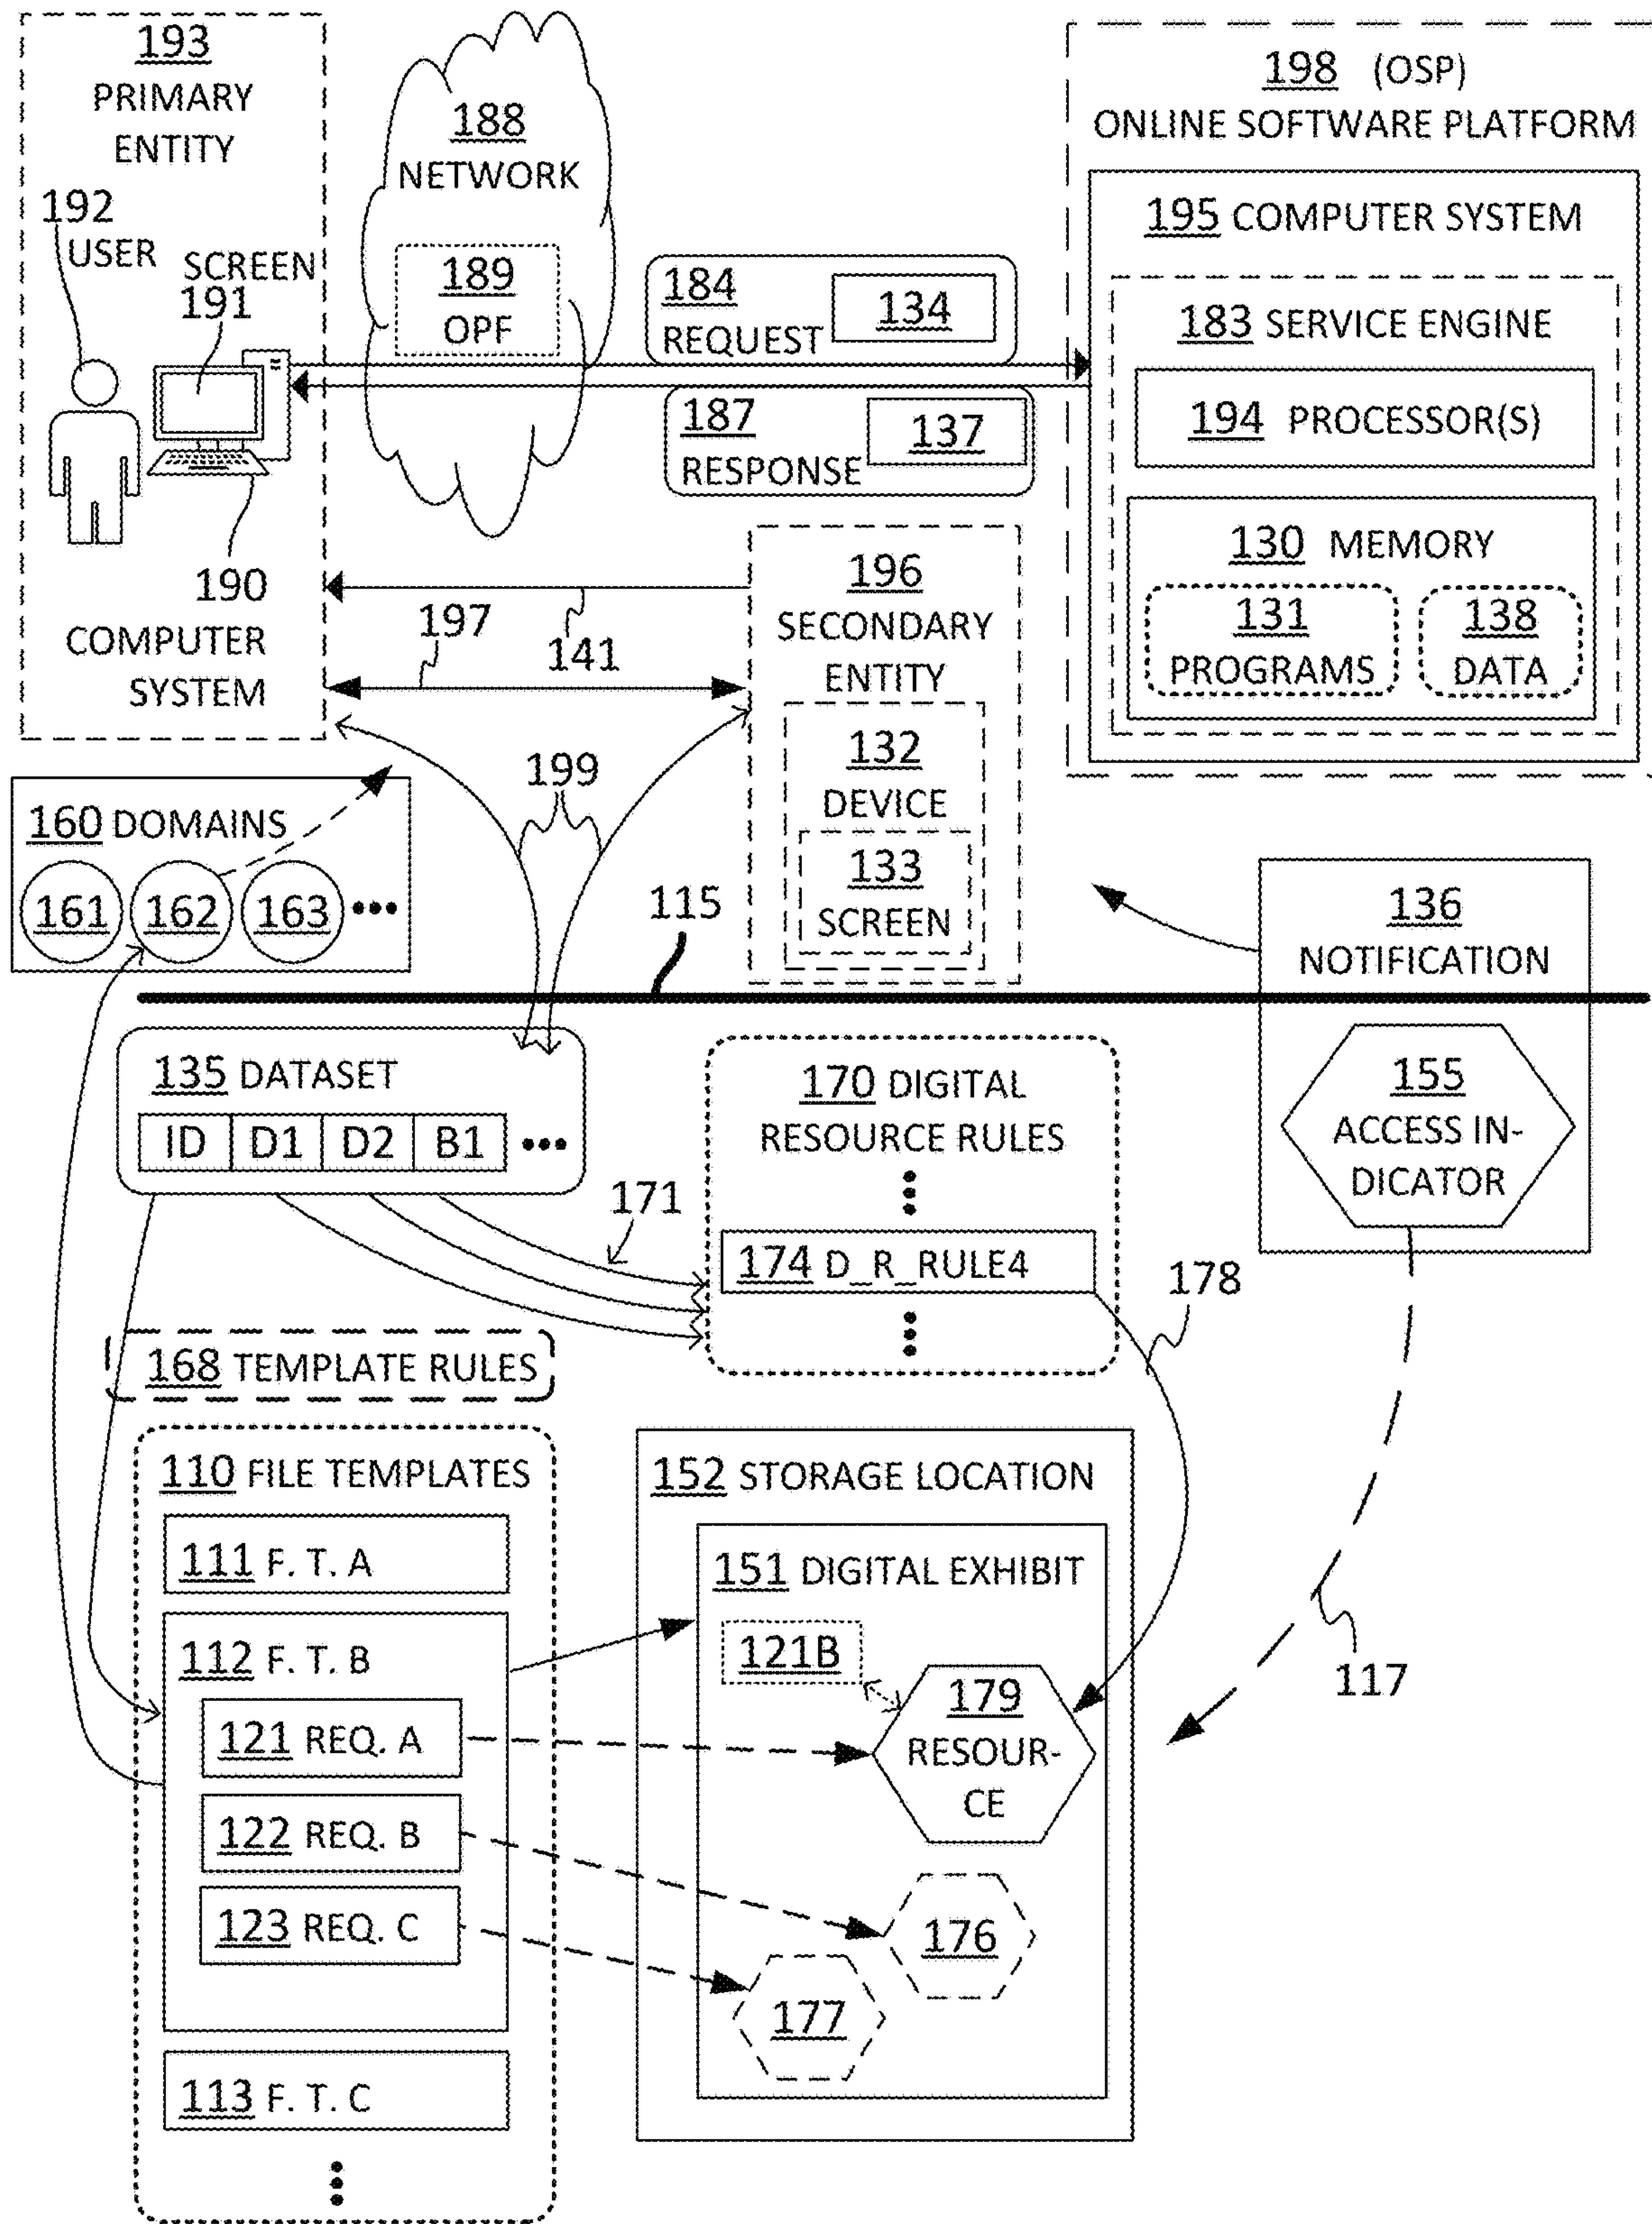 193
PRIMARY
ENTITY
192
USER
SCREEN
191
190
COMPUTER
SYSTEM
188
NETWORK
189
OPF
184
REQUEST
134
187
RESPONSE
137
198 (OSP)
ONLINE SOFTWARE PLATFORM
195 COMPUTER SYSTEM
183 SERVICE ENGINE
194 PROCESSOR(S)
130 MEMORY
131
PROGRAMS
138
DATA
197
141
196
SECONDARY
ENTITY
132
DEVICE
133
SCREEN
199
160 DOMAINS
161
162
163
•••
115
136
NOTIFICATION
155
ACCESS IN-
DICATOR
135 DATASET
ID D1 D2 B1 •••
171
170 DIGITAL
RESOURCE RULES
174 D_R_RULE4
178
168 TEMPLATE RULES
110 FILE TEMPLATES
111 F. T. A
112 F. T. B
121 REQ. A
122 REQ. B
123 REQ. C
113 F. T. C
152 STORAGE LOCATION
151 DIGITAL EXHIBIT
121B
179
RESOUR-
CE
176
177
117